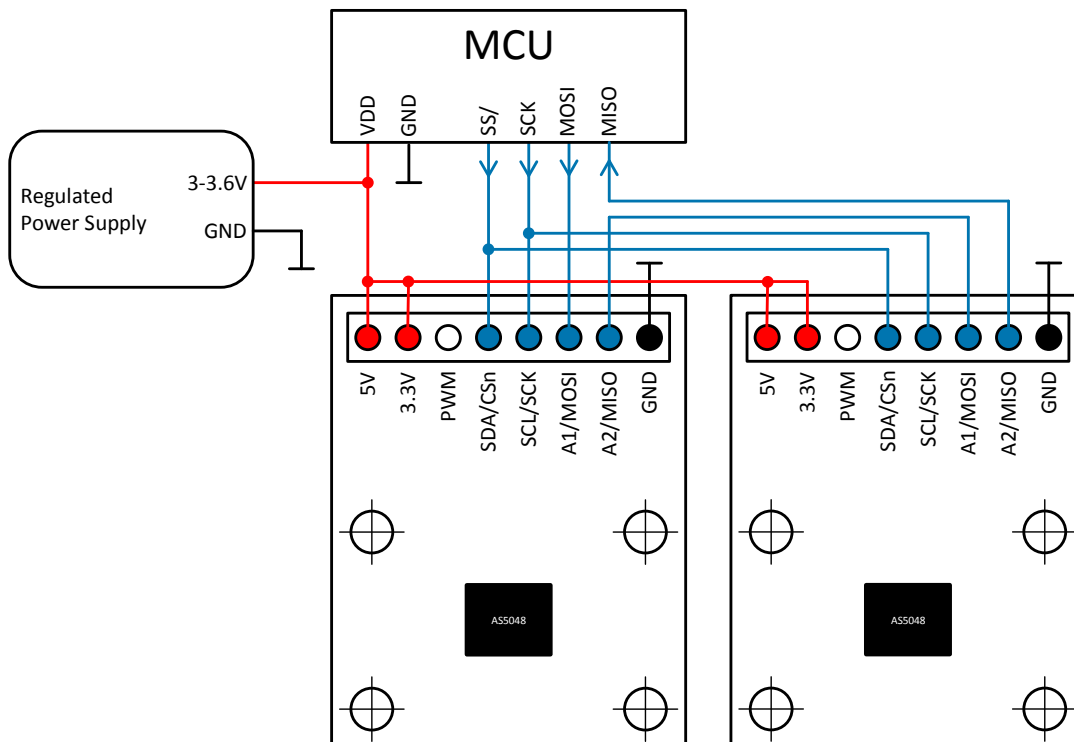 MCU
VDD
GND
SS/
SCK
MOSI
MISO
Regulated
Power Supply
3-3.6V
GND
5V
3.3V
PWM
SDA/CSn
SCL/SCK
A1/MOSI
A2/MISO
GND
5V
3.3V
PWM
SDA/CSn
SCL/SCK
A1/MOSI
A2/MISO
GND
AS5048
AS5048